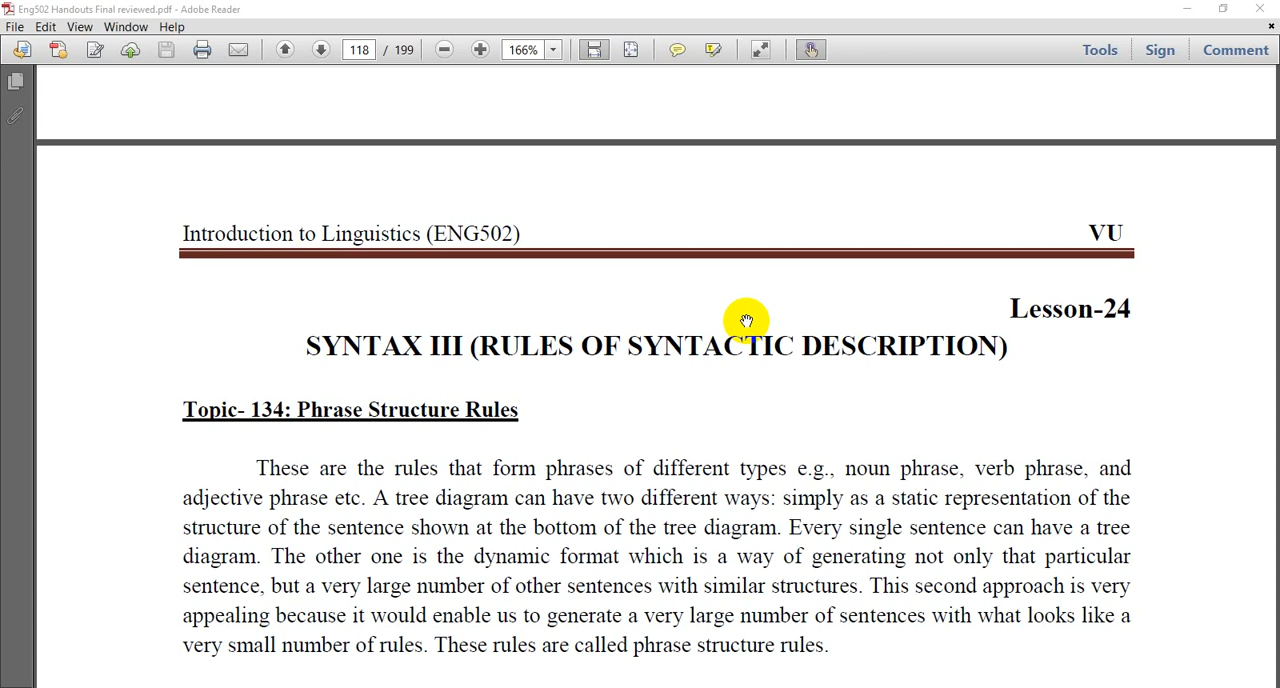 Eng502 Handouts Final reviewed.pdf - Adobe Reader
File Edit View Window Help
118 / 199 166% Tools Sign Comment
Introduction to Linguistics (ENG502) VU
Lesson-24
SYNTAX III (RULES OF SYNTACTIC DESCRIPTION)
Topic- 134: Phrase Structure Rules
These are the rules that form phrases of different types e.g., noun phrase, verb phrase, and
adjective phrase etc. A tree diagram can have two different ways: simply as a static representation of the
structure of the sentence shown at the bottom of the tree diagram. Every single sentence can have a tree
diagram. The other one is the dynamic format which is a way of generating not only that particular
sentence, but a very large number of other sentences with similar structures. This second approach is very
appealing because it would enable us to generate a very large number of sentences with what looks like a
very small number of rules. These rules are called phrase structure rules.